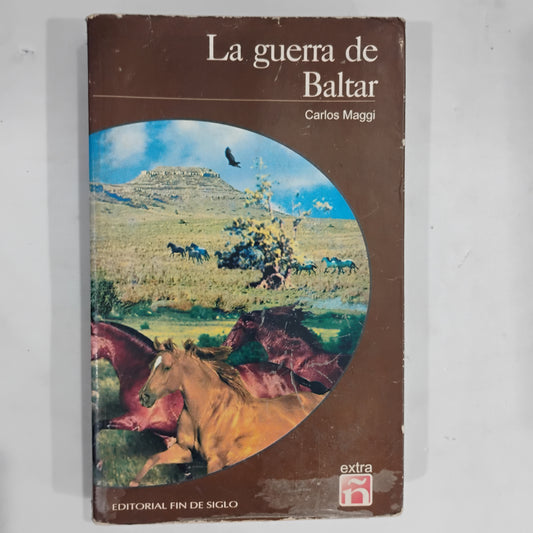 La guerra de
Baltar
Carlos Maggi
extra
ñ
EDITORIAL FIN DE SIGLO